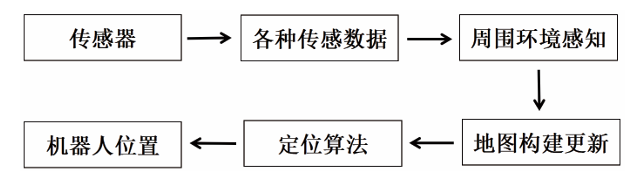 传感器
各种传感数据
周围环境感知
地图构建更新
定位算法
机器人位置